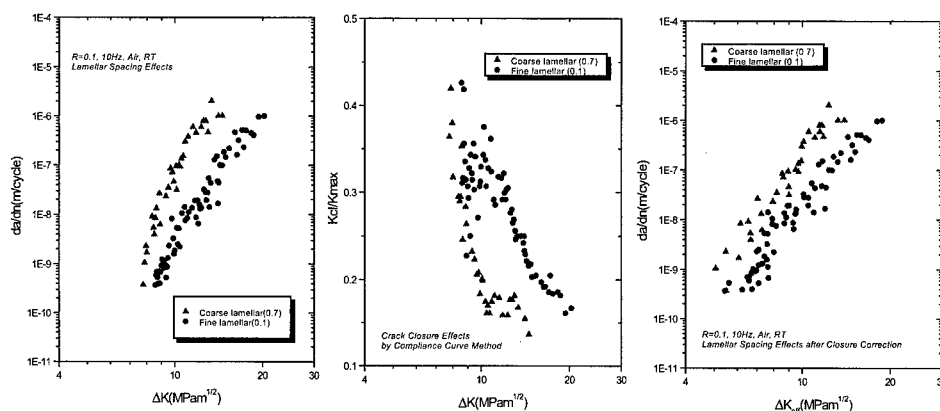 1E-4
1E-5
1E-6
1E-7
1E-8
1E-9
1E-10
1E-11
da/dn(m/cycle)
R=0.1, 10Hz, Air, RT
Lamellar Spacing Effects
Coarse lamellar (0.7)
Fine lamellar(0.1)
4
10
20
30
ΔK(MPam1/2)
0.5
0.4
0.3
0.2
0.1
Kcl/Kmax
Coarse lamellar (0.7)
Fine lamellar (0.1)
Crack Closure Effects
by Compliance Curve Method
4
10
20
30
ΔK(MPam1/2)
1E-4
1E-5
1E-6
1E-7
1E-8
1E-9
1E-10
1E-11
da/dn(m/cycle)
Coarse lamellar (0.7)
Fine lamellar (0.1)
R=0.1, 10Hz, Air, RT
Lamellar Spacing Effects after Closure Correction
4
10
20
30
(MPam1/2)